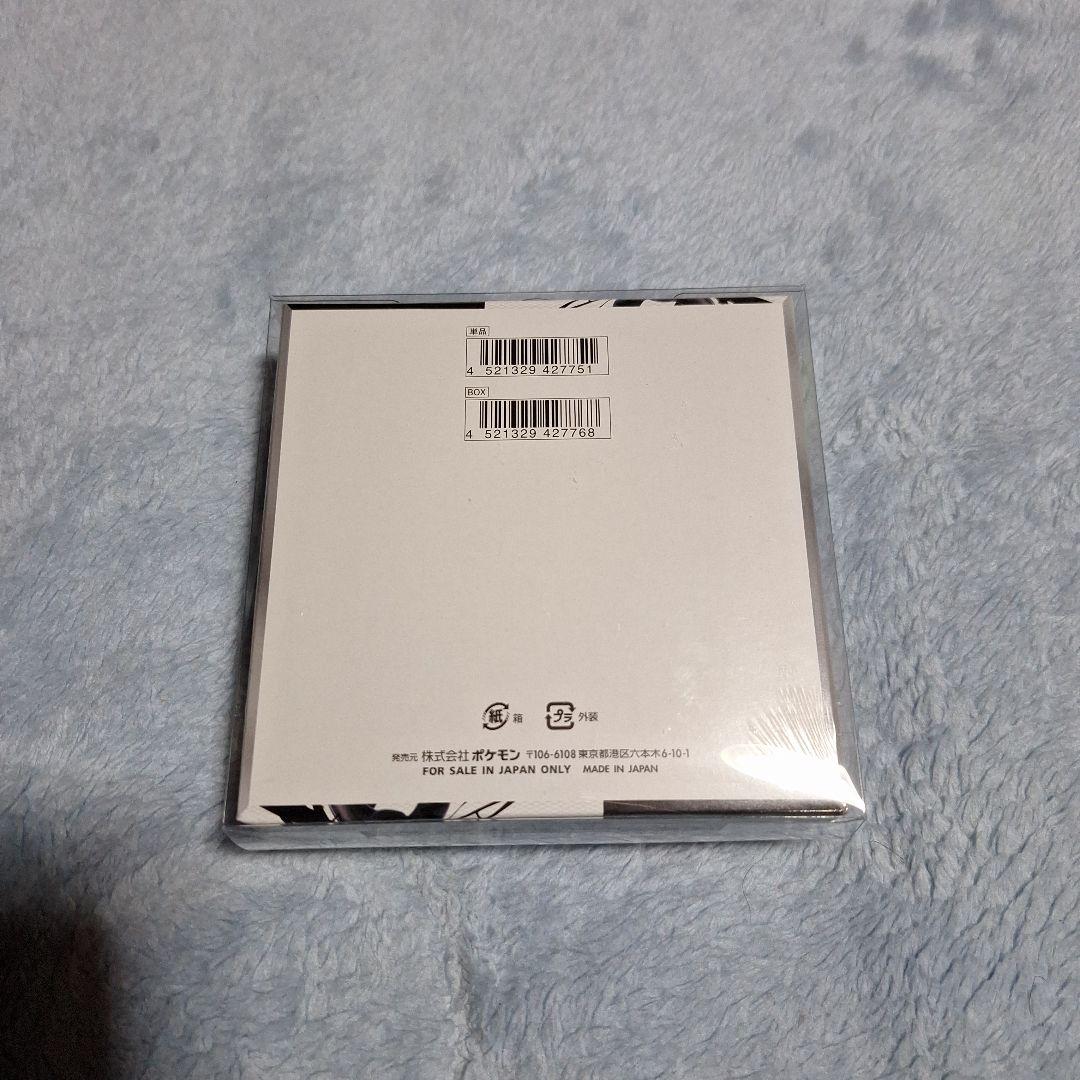 単品
4 521329 427751
BOX
4 521329 427768
紙 箱 プラ 外装
発売元 株式会社 ポケモン 〒106-6108 東京都港区六本木6-10-1
FOR SALE IN JAPAN ONLY MADE IN JAPAN